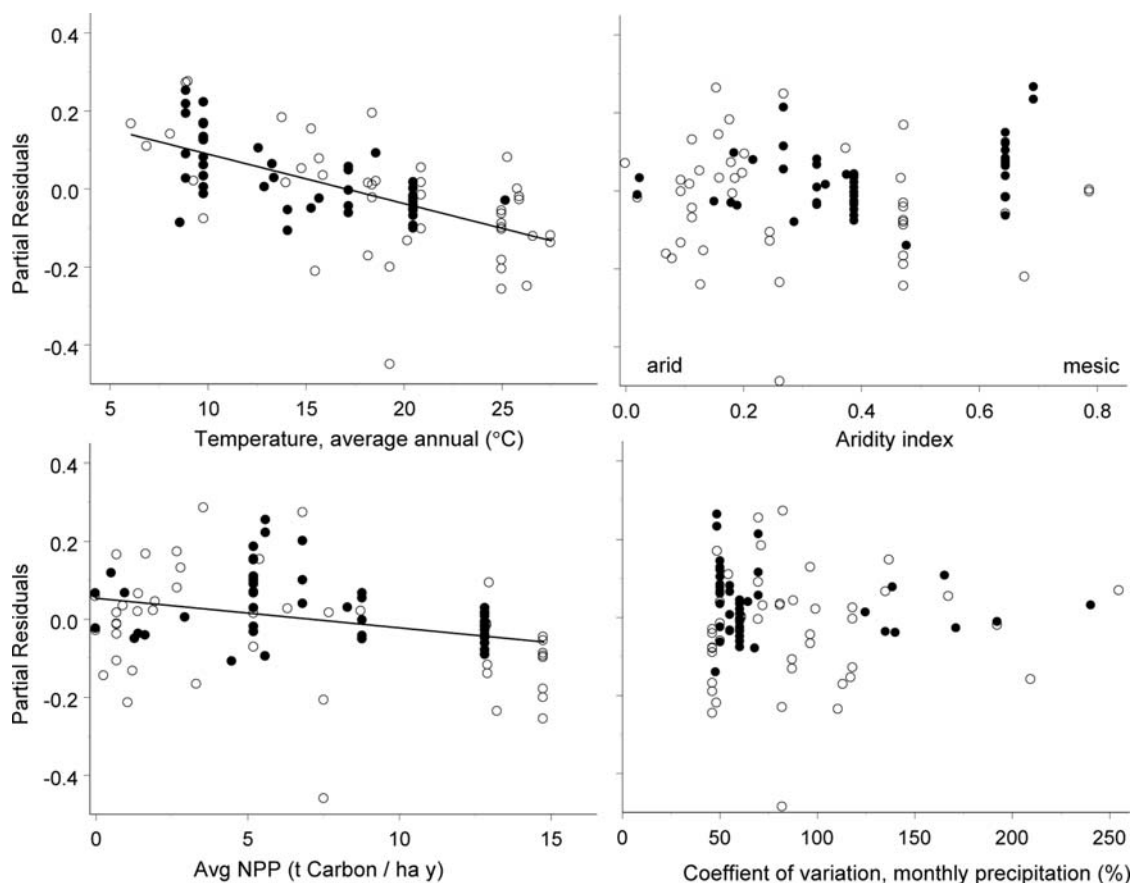 Partial Residuals
0.4
0.2
0.0
-0.2
-0.4
5 10 15 20 25
Temperature, average annual (°C)
arid mesic
0.0 0.2 0.4 0.6 0.8
Aridity index
Partial Residuals
0.4
0.2
0.0
-0.2
-0.4
0 5 10 15
Avg NPP (t Carbon / ha y)
0 50 100 150 200 250
Coeffient of variation, monthly precipitation (%)